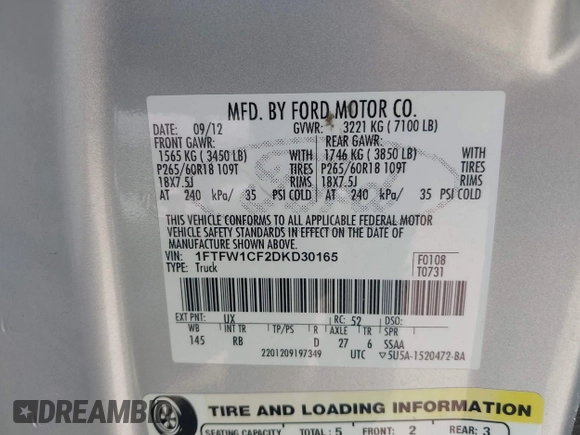 MFD. BY FORD MOTOR CO.
DATE: 09/12 GVWR: 3221 KG ( 7100 LB)
FRONT GAWR: REAR GAWR:
1565 KG ( 3450 LB) WITH 1746 KG ( 3850 LB) WITH
P265/60R18 109T TIRES P265/60R18 109T TIRES
18X7.5J RIMS 18X7.5J RIMS
AT 240 kPa/ 35 PSI COLD AT 240 kPa/ 35 PSI COLD
THIS VEHICLE CONFORMS TO ALL APPLICABLE FEDERAL MOTOR
VEHICLE SAFETY STANDARDS IN EFFECT ON THE DATE OF
MANUFACTURE SHOWN ABOVE.
VIN: 1FTFW1CF2DKD30165 F0108
TYPE: Truck T0731
EXT PNT: UX RC: 52 DSO:
WB INT TR TP/PS R AXLE TR SPR
145 RB D 27 6 SSAA
2201209197349 UTC ▽5U5A-1520472-BA
TIRE AND LOADING INFORMATION
SEATING CAPACITY TOTAL: 5 FRONT: 2 REAR: 3
DREAMBID